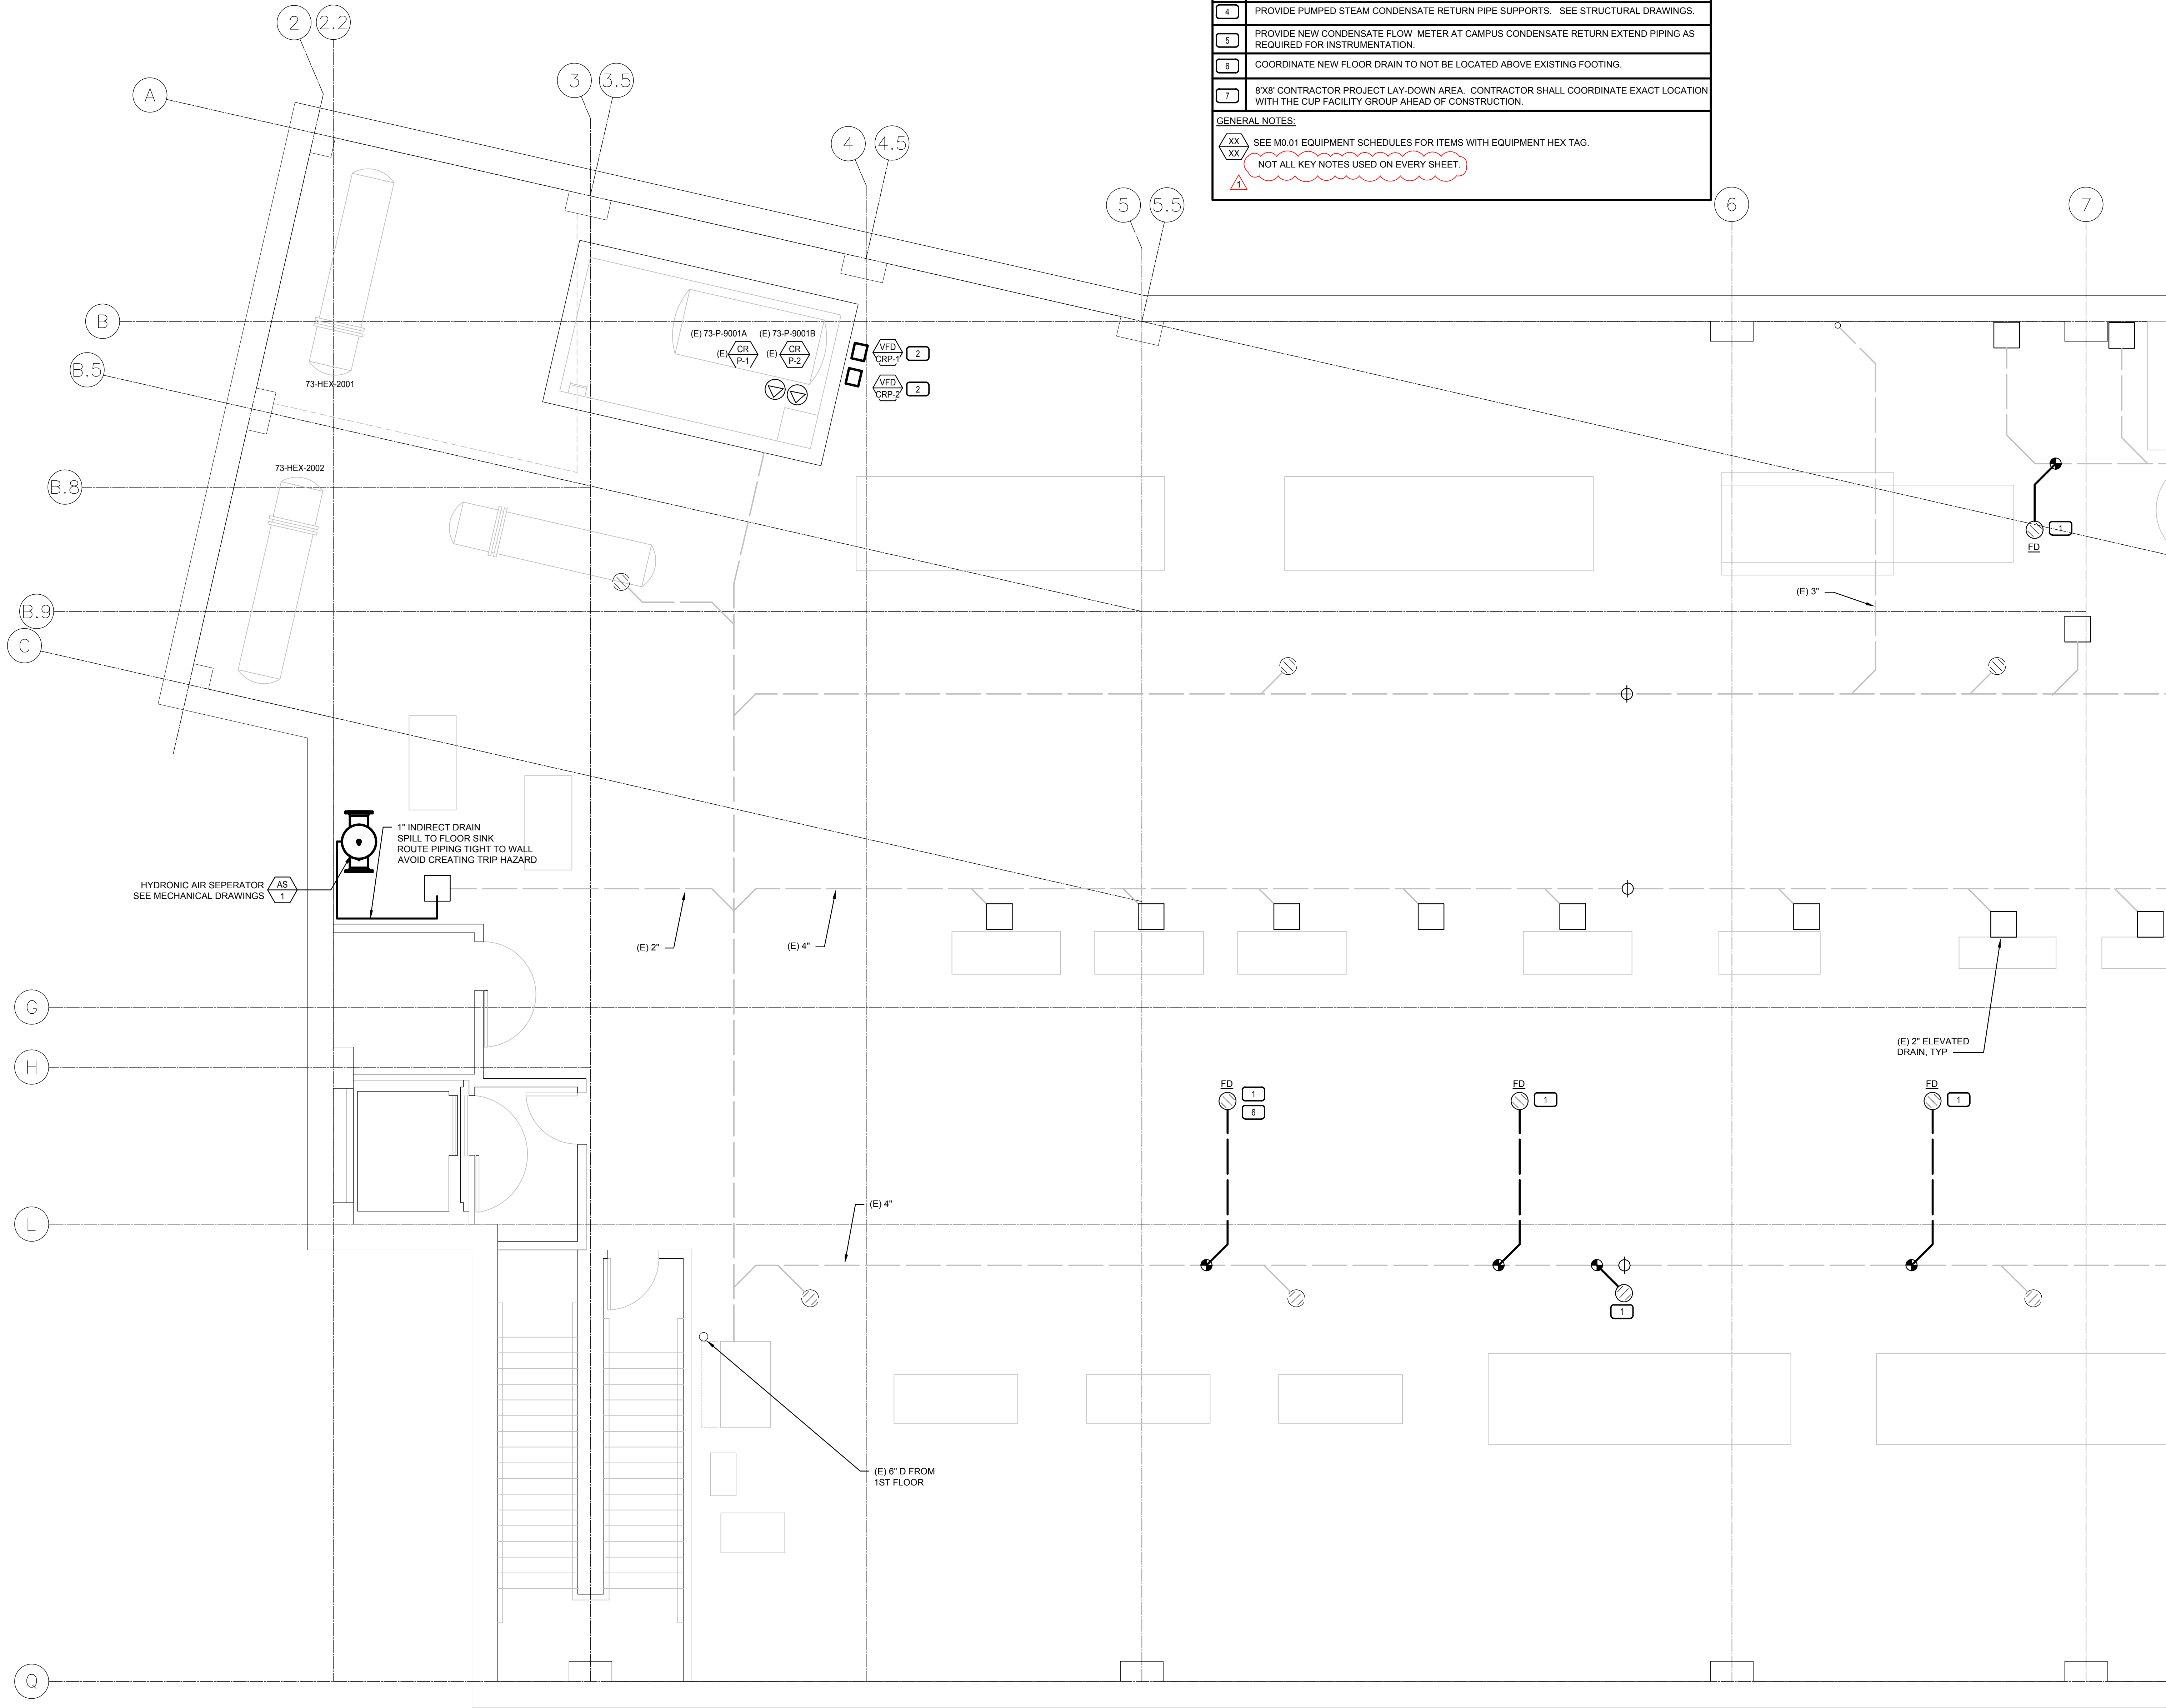 4 PROVIDE PUMPED STEAM CONDENSATE RETURN PIPE SUPPORTS. SEE STRUCTURAL DRAWINGS.
5 PROVIDE NEW CONDENSATE FLOW METER AT CAMPUS CONDENSATE RETURN EXTEND PIPING AS
REQUIRED FOR INSTRUMENTATION.
6 COORDINATE NEW FLOOR DRAIN TO NOT BE LOCATED ABOVE EXISTING FOOTING.
7 8'X8' CONTRACTOR PROJECT LAY-DOWN AREA. CONTRACTOR SHALL COORDINATE EXACT LOCATION
WITH THE CUP FACILITY GROUP AHEAD OF CONSTRUCTION.
GENERAL NOTES:
XX
XX
SEE M0.01 EQUIPMENT SCHEDULES FOR ITEMS WITH EQUIPMENT HEX TAG.
NOT ALL KEY NOTES USED ON EVERY SHEET.
1
2
2.2
3
3.5
4
4.5
5
5.5
6
7
A
B
B.5
B.8
B.9
C
G
H
L
Q
(E) 73-P-9001A
(E) 73-P-9001B
(E)
CR
P-1
(E)
CR
P-2
VFD
CRP-1
2
VFD
CRP-2
2
73-HEX-2001
73-HEX-2002
1
FD
(E) 3"
1" INDIRECT DRAIN
SPILL TO FLOOR SINK
ROUTE PIPING TIGHT TO WALL
AVOID CREATING TRIP HAZARD
HYDRONIC AIR SEPERATOR
SEE MECHANICAL DRAWINGS
AS
1
(E) 2"
(E) 4"
(E) 2" ELEVATED
DRAIN, TYP
FD
1
6
FD
1
FD
1
(E) 4"
1
(E) 6" D FROM
1ST FLOOR